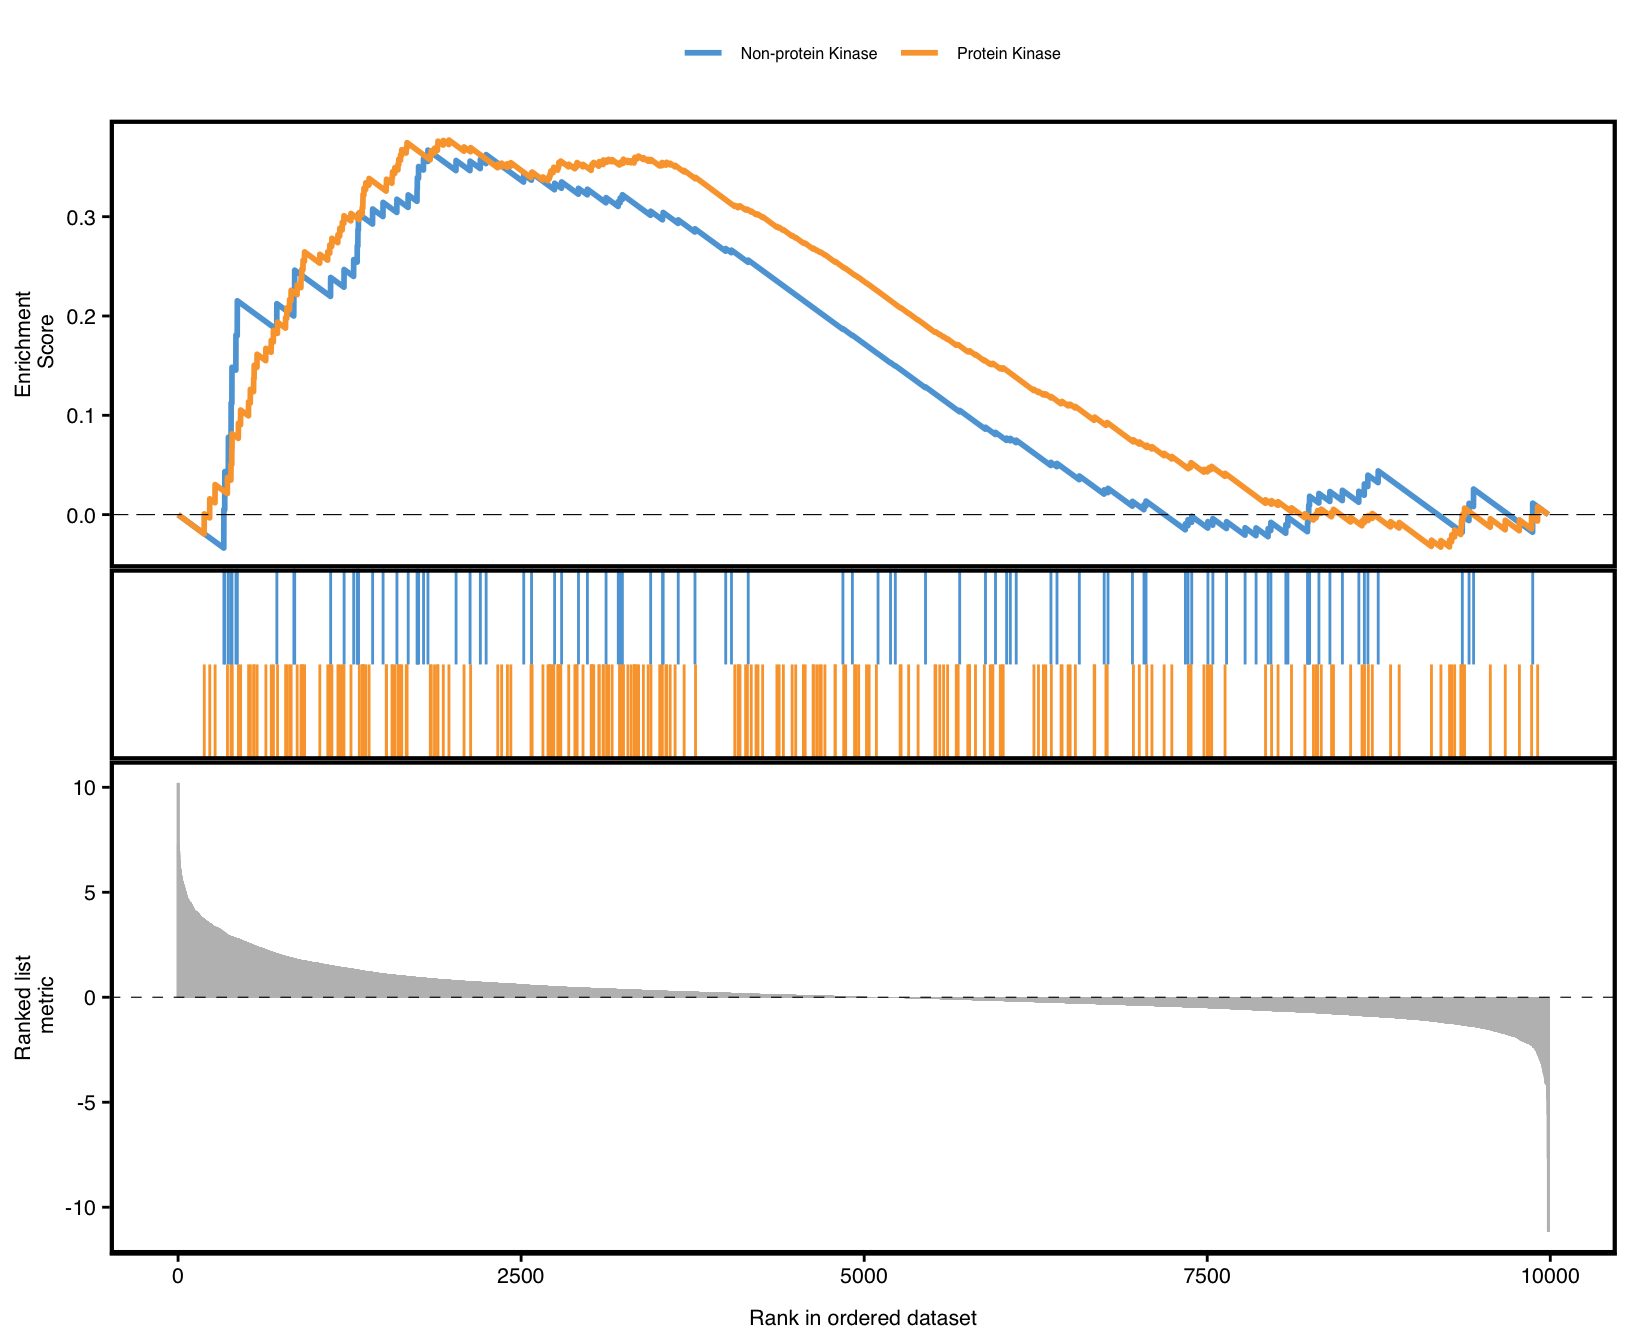 Non-protein Kinase
Protein Kinase
Enrichment
Score
0.3
0.2
0.1
0.0
Ranked list
metric
10
5
0
-5
-10
0
2500
5000
7500
10000
Rank in ordered dataset